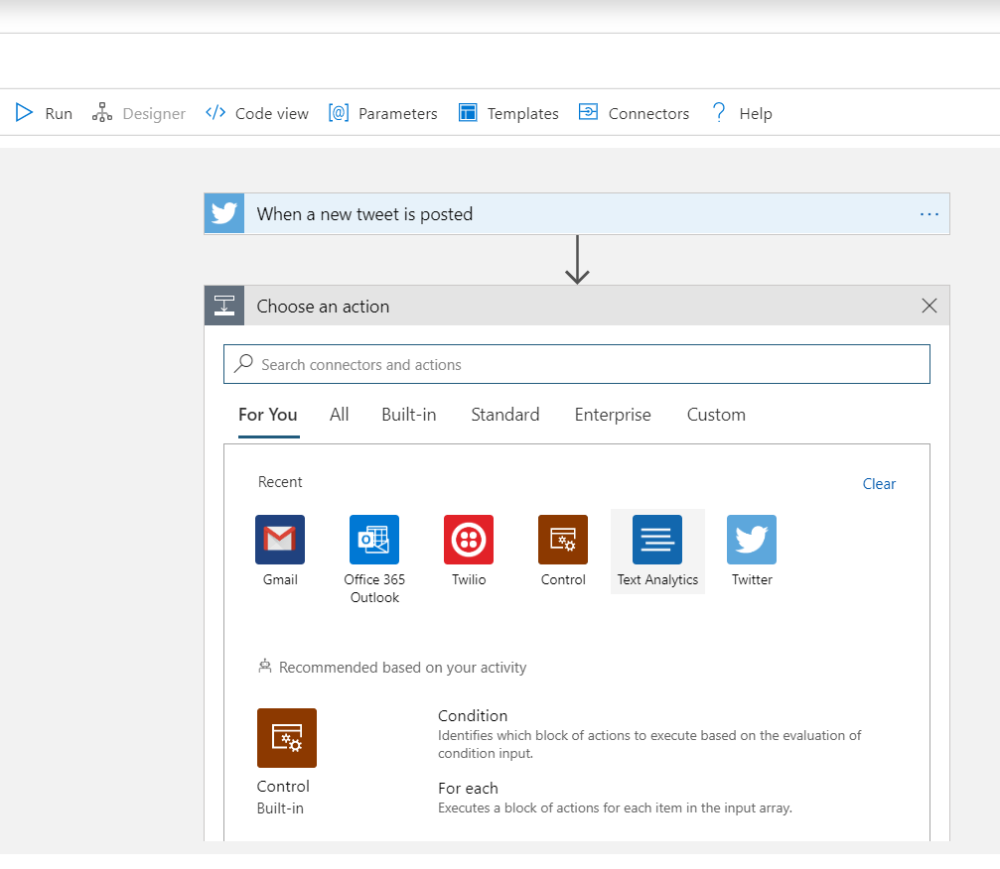 Run Designer </> Code view [@] Parameters Templates Connectors ? Help
When a new tweet is posted ...
Choose an action
Search connectors and actions
For You All Built-in Standard Enterprise Custom
Recent Clear
Gmail Office 365 Outlook Twilio Control Text Analytics Twitter
Recommended based on your activity
Control
Built-in
Condition
Identifies which block of actions to execute based on the evaluation of
condition input.
For each
Executes a block of actions for each item in the input array.